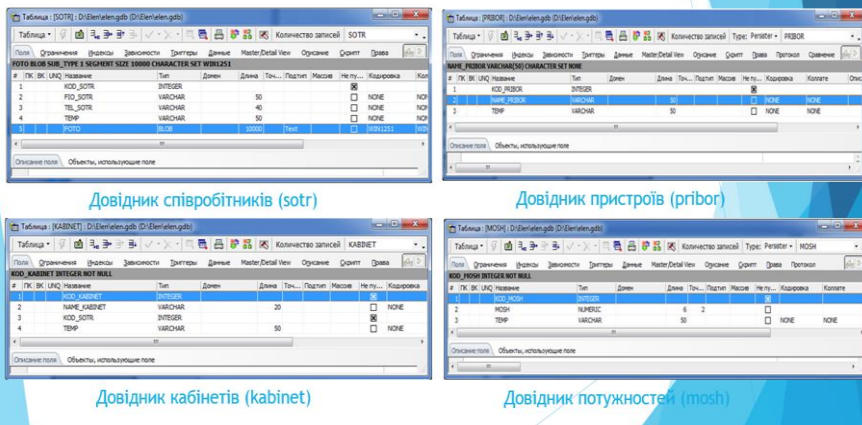 Таблица : [SOTR] : D:\Elen\elen.gdb (D:\Elen\elen.gdb)
Таблица Количество записей SOTR
Поля Ограничения Индексы Зависимости Триггеры Данные Master/Detail View Описание Скрипт Права
FOTO BLOB SUB_TYPE 1 SEGMENT SIZE 10000 CHARACTER SET WIN1251
# ПК ВК UNQ Название Тип Домен Длина Точ... Подтип Массив Не пу... Кодировка
1 KOD_SOTR INTEGER
2 FIO_SOTR VARCHAR 50 NONE
3 TEL_SOTR VARCHAR 40 NONE
4 TEMP VARCHAR 50 NONE
5 FOTO BLOB 10000 Text WIN1251
Описание поля Объекты, использующие поле
Довідник співробітників (sotr)
Таблица : [PRIBOR] : D:\Elen\elen.gdb (D:\Elen\elen.gdb)
Таблица Количество записей Type: Persister PRIBOR
Поля Ограничения Индексы Зависимости Триггеры Данные Master/Detail View Описание Скрипт Права Протокол Сравнение
NAME_PRIBOR VARCHAR(50) CHARACTER SET NONE
# ПК ВК UNQ Название Тип Домен Длина Точ... Подтип Массив Не пу... Кодировка Коллате
1 KOD_PRIBOR INTEGER
2 NAME_PRIBOR VARCHAR 50 NONE NONE
3 TEMP VARCHAR 50 NONE NONE
Описание поля Объекты, использующие поле
Довідник пристроїв (pribor)
Таблица : [KABINET] : D:\Elen\elen.gdb (D:\Elen\elen.gdb)
Таблица Количество записей KABINET
Поля Ограничения Индексы Зависимости Триггеры Данные Master/Detail View Описание Скрипт Права
KOD_KABINET INTEGER NOT NULL
# ПК ВК UNQ Название Тип Домен Длина Точ... Подтип Массив Не пу... Кодировка
1 KOD_KABINET INTEGER
2 NAME_KABINET VARCHAR 20 NONE
3 KOD_SOTR INTEGER
4 TEMP VARCHAR 50 NONE
Описание поля Объекты, использующие поле
Довідник кабінетів (kabinet)
Таблица : [MOSH] : D:\Elen\elen.gdb (D:\Elen\elen.gdb)
Таблица Количество записей Type: Persister MOSH
Поля Ограничения Индексы Зависимости Триггеры Данные Master/Detail View Описание Скрипт Права Протокол
KOD_MOSH INTEGER NOT NULL
# ПК ВК UNQ Название Тип Домен Длина Точ... Подтип Массив Не пу... Кодировка Коллате
1 KOD_MOSH INTEGER
2 MOSH NUMERIC 6 2
3 TEMP VARCHAR 50 NONE NONE
Описание поля Объекты, использующие поле
Довідник потужностей (mosh)